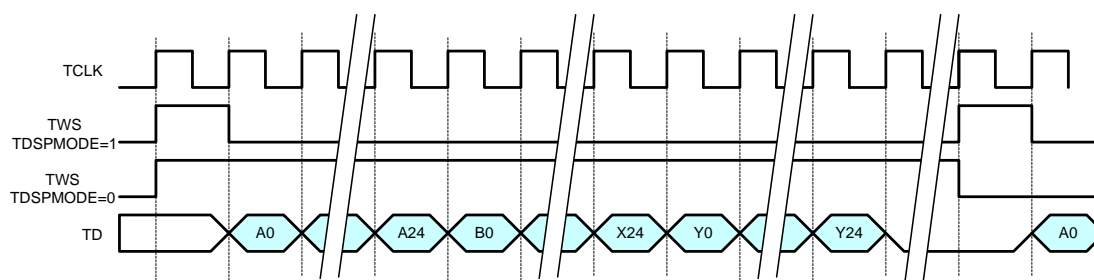 TCLK
TWS
TDSPMODE=1
TWS
TDSPMODE=0
TD A0 A24 B0 X24 Y0 Y24 A0